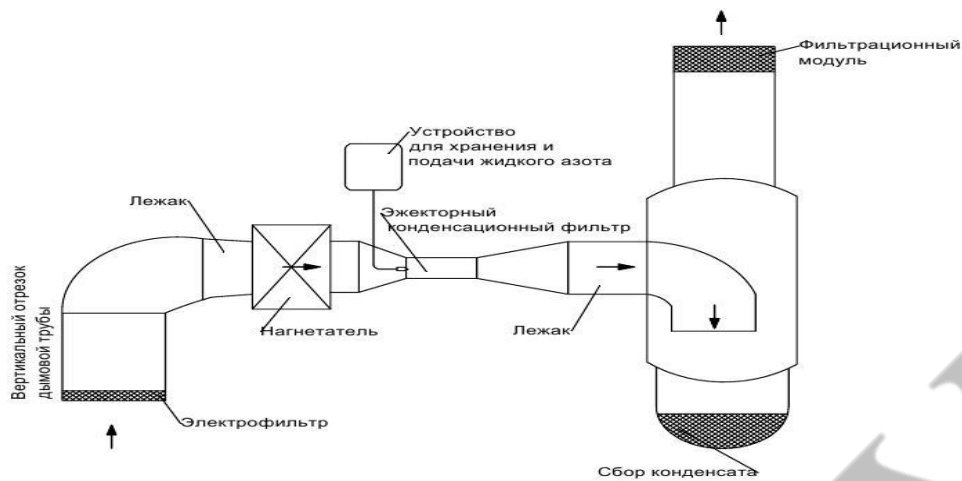 Фильтрационный
модуль
Устройство
для хранения и
подачи жидкого азота
Лежак
Эжекторный
конденсационный фильтр
Вертикальный отрезок
дымовой трубы
Нагнетатель
Лежак
Электрофильтр
Сбор конденсата